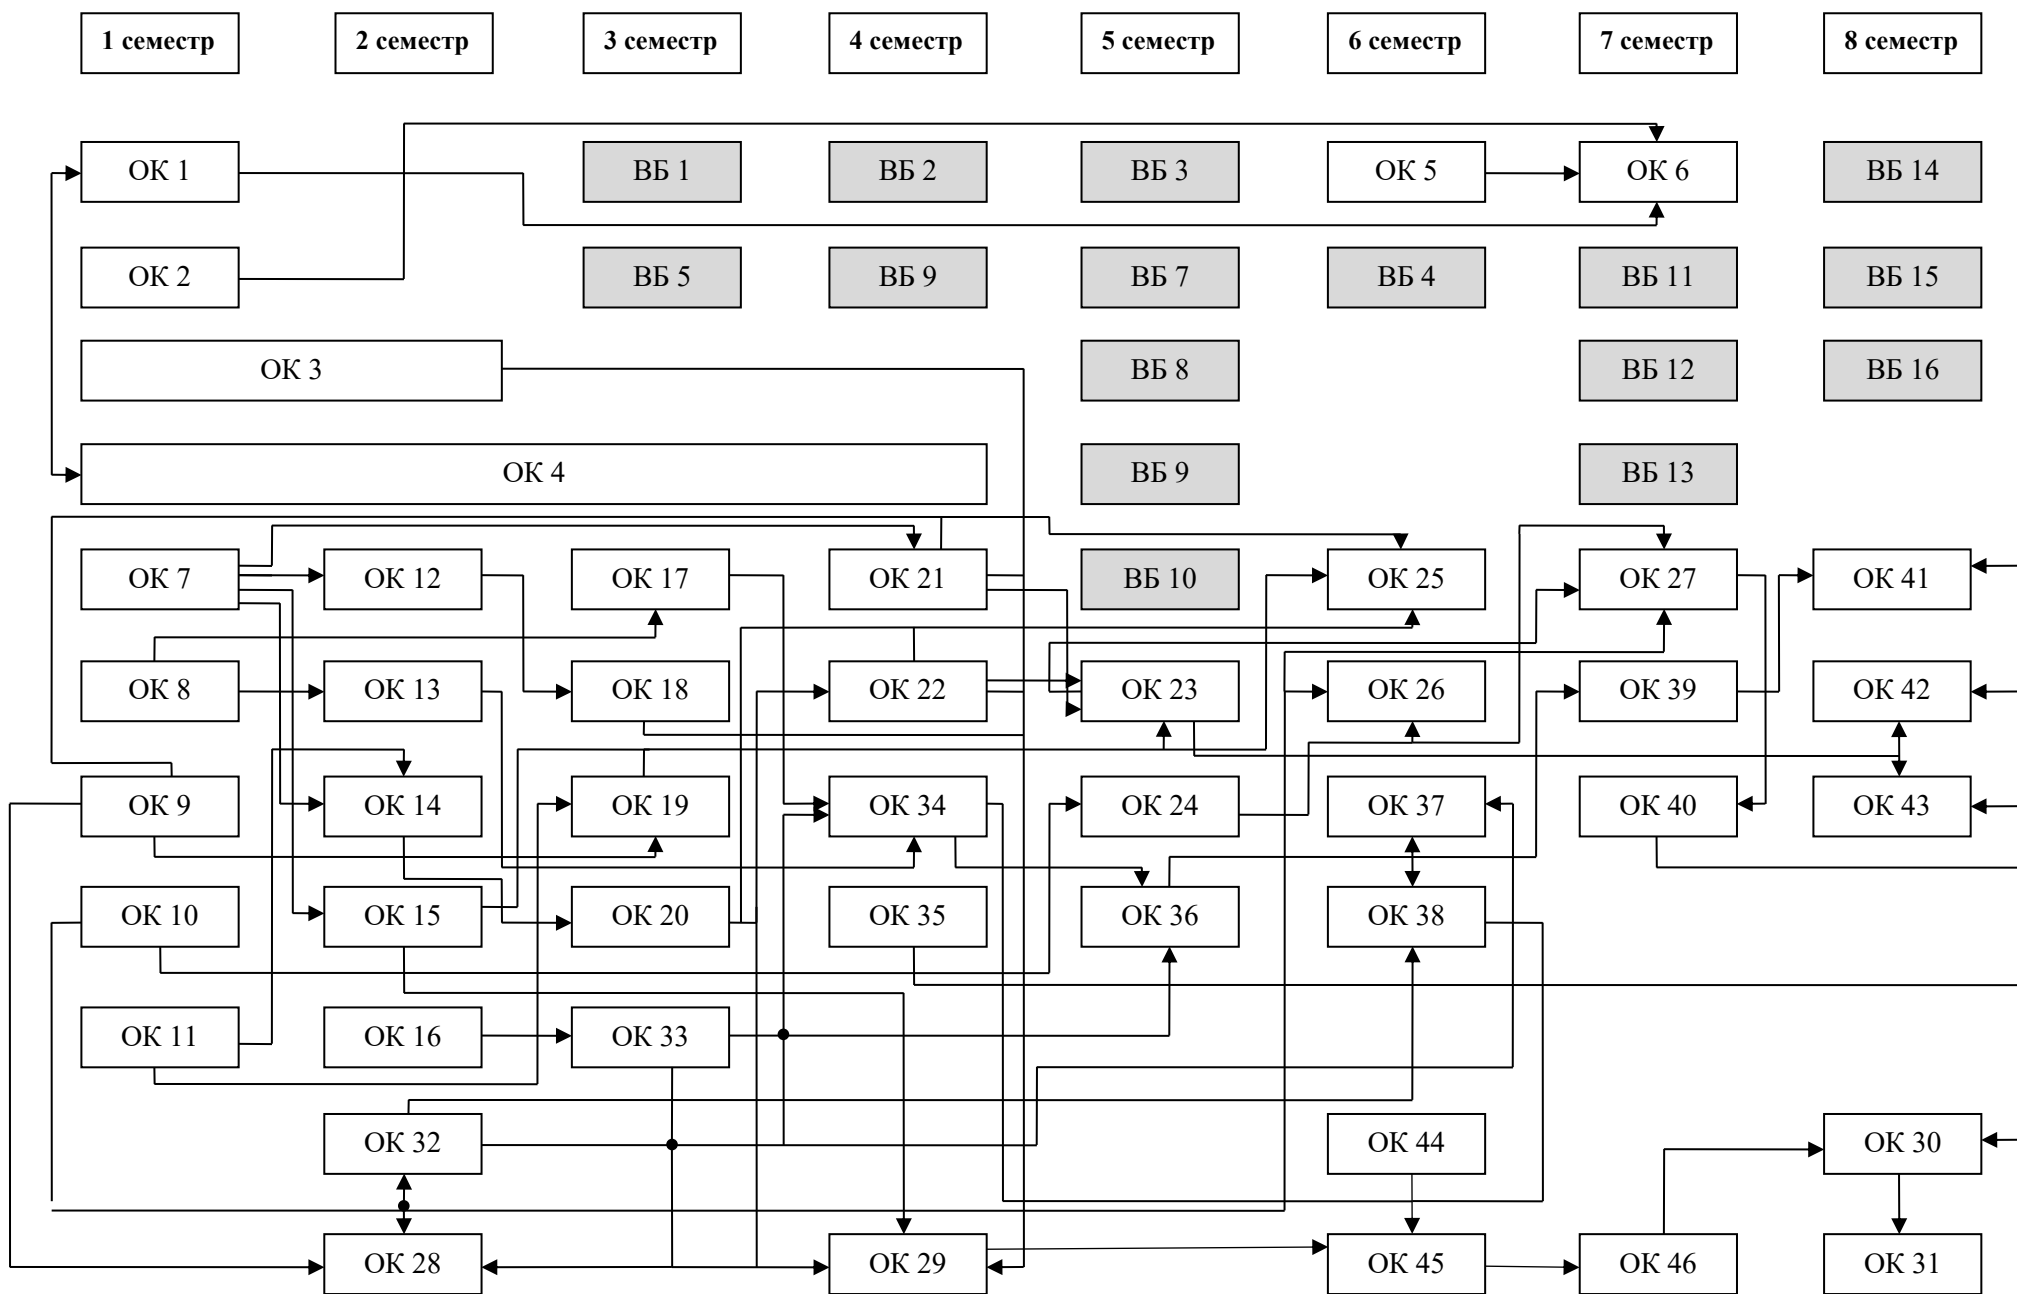 1 семестр 2 семестр 3 семестр 4 семестр 5 семестр 6 семестр 7 семестр 8 семестр
ОК 1 ВБ 1 ВБ 2 ВБ 3 ОК 5 ОК 6 ВБ 14
ОК 2 ВБ 5 ВБ 9 ВБ 7 ВБ 4 ВБ 11 ВБ 15
ОК 3 ВБ 8 ВБ 12 ВБ 16
ОК 4 ВБ 9 ВБ 13
ОК 7 ОК 12 ОК 17 ОК 21 ВБ 10 ОК 25 ОК 27 ОК 41
ОК 8 ОК 13 ОК 18 ОК 22 ОК 23 ОК 26 ОК 39 ОК 42
ОК 9 ОК 14 ОК 19 ОК 34 ОК 24 ОК 37 ОК 40 ОК 43
ОК 10 ОК 15 ОК 20 ОК 35 ОК 36 ОК 38
ОК 11 ОК 16 ОК 33
ОК 32 ОК 44 ОК 30
ОК 28 ОК 29 ОК 45 ОК 46 ОК 31